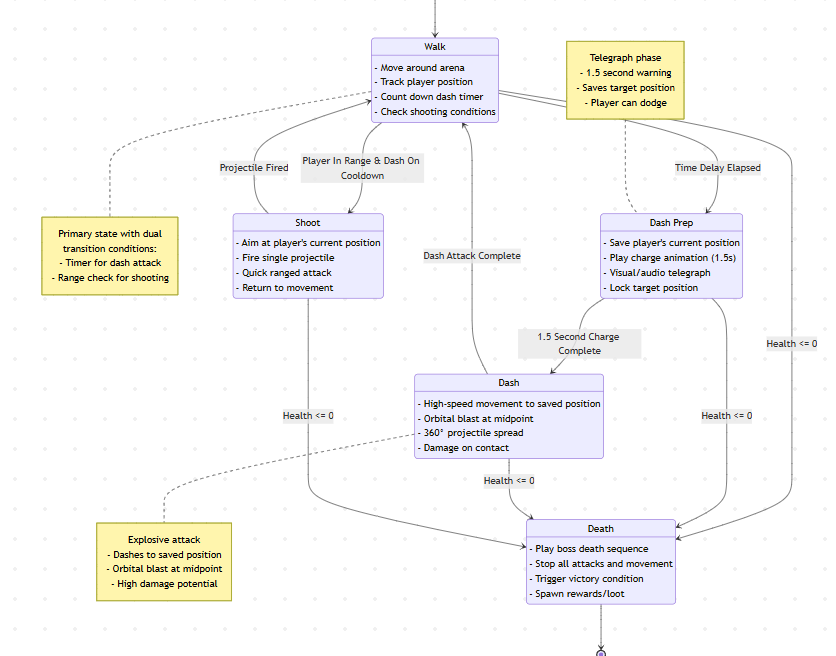 Walk
- Move around arena
- Track player position
- Count down dash timer
- Check shooting conditions
Telegraph phase
- 1.5 second warning
- Saves target position
- Player can dodge
Projectile Fired
Player In Range & Dash On
Cooldown
Time Delay Elapsed
Primary state with dual
transition conditions:
- Timer for dash attack
- Range check for shooting
Shoot
- Aim at player's current position
- Fire single projectile
- Quick ranged attack
- Return to movement
Dash Attack Complete
Dash Prep
- Save player's current position
- Play charge animation (1.5s)
- Visual/audio telegraph
- Lock target position
1.5 Second Charge
Complete
Health <= 0
Dash
- High-speed movement to saved position
- Orbital blast at midpoint
- 360° projectile spread
- Damage on contact
Health <= 0
Health <= 0
Health <= 0
Explosive attack
- Dashes to saved position
- Orbital blast at midpoint
- High damage potential
Death
- Play boss death sequence
- Stop all attacks and movement
- Trigger victory condition
- Spawn rewards/loot